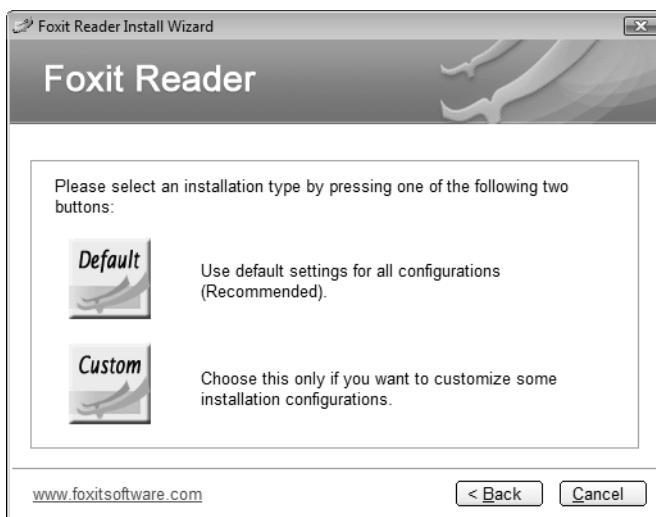 Foxit Reader Install Wizard
Foxit Reader
Please select an installation type by pressing one of the following two
buttons:
Default
Use default settings for all configurations
(Recommended).
Custom
Choose this only if you want to customize some
installation configurations.
www.foxitsoftware.com
< Back
Cancel